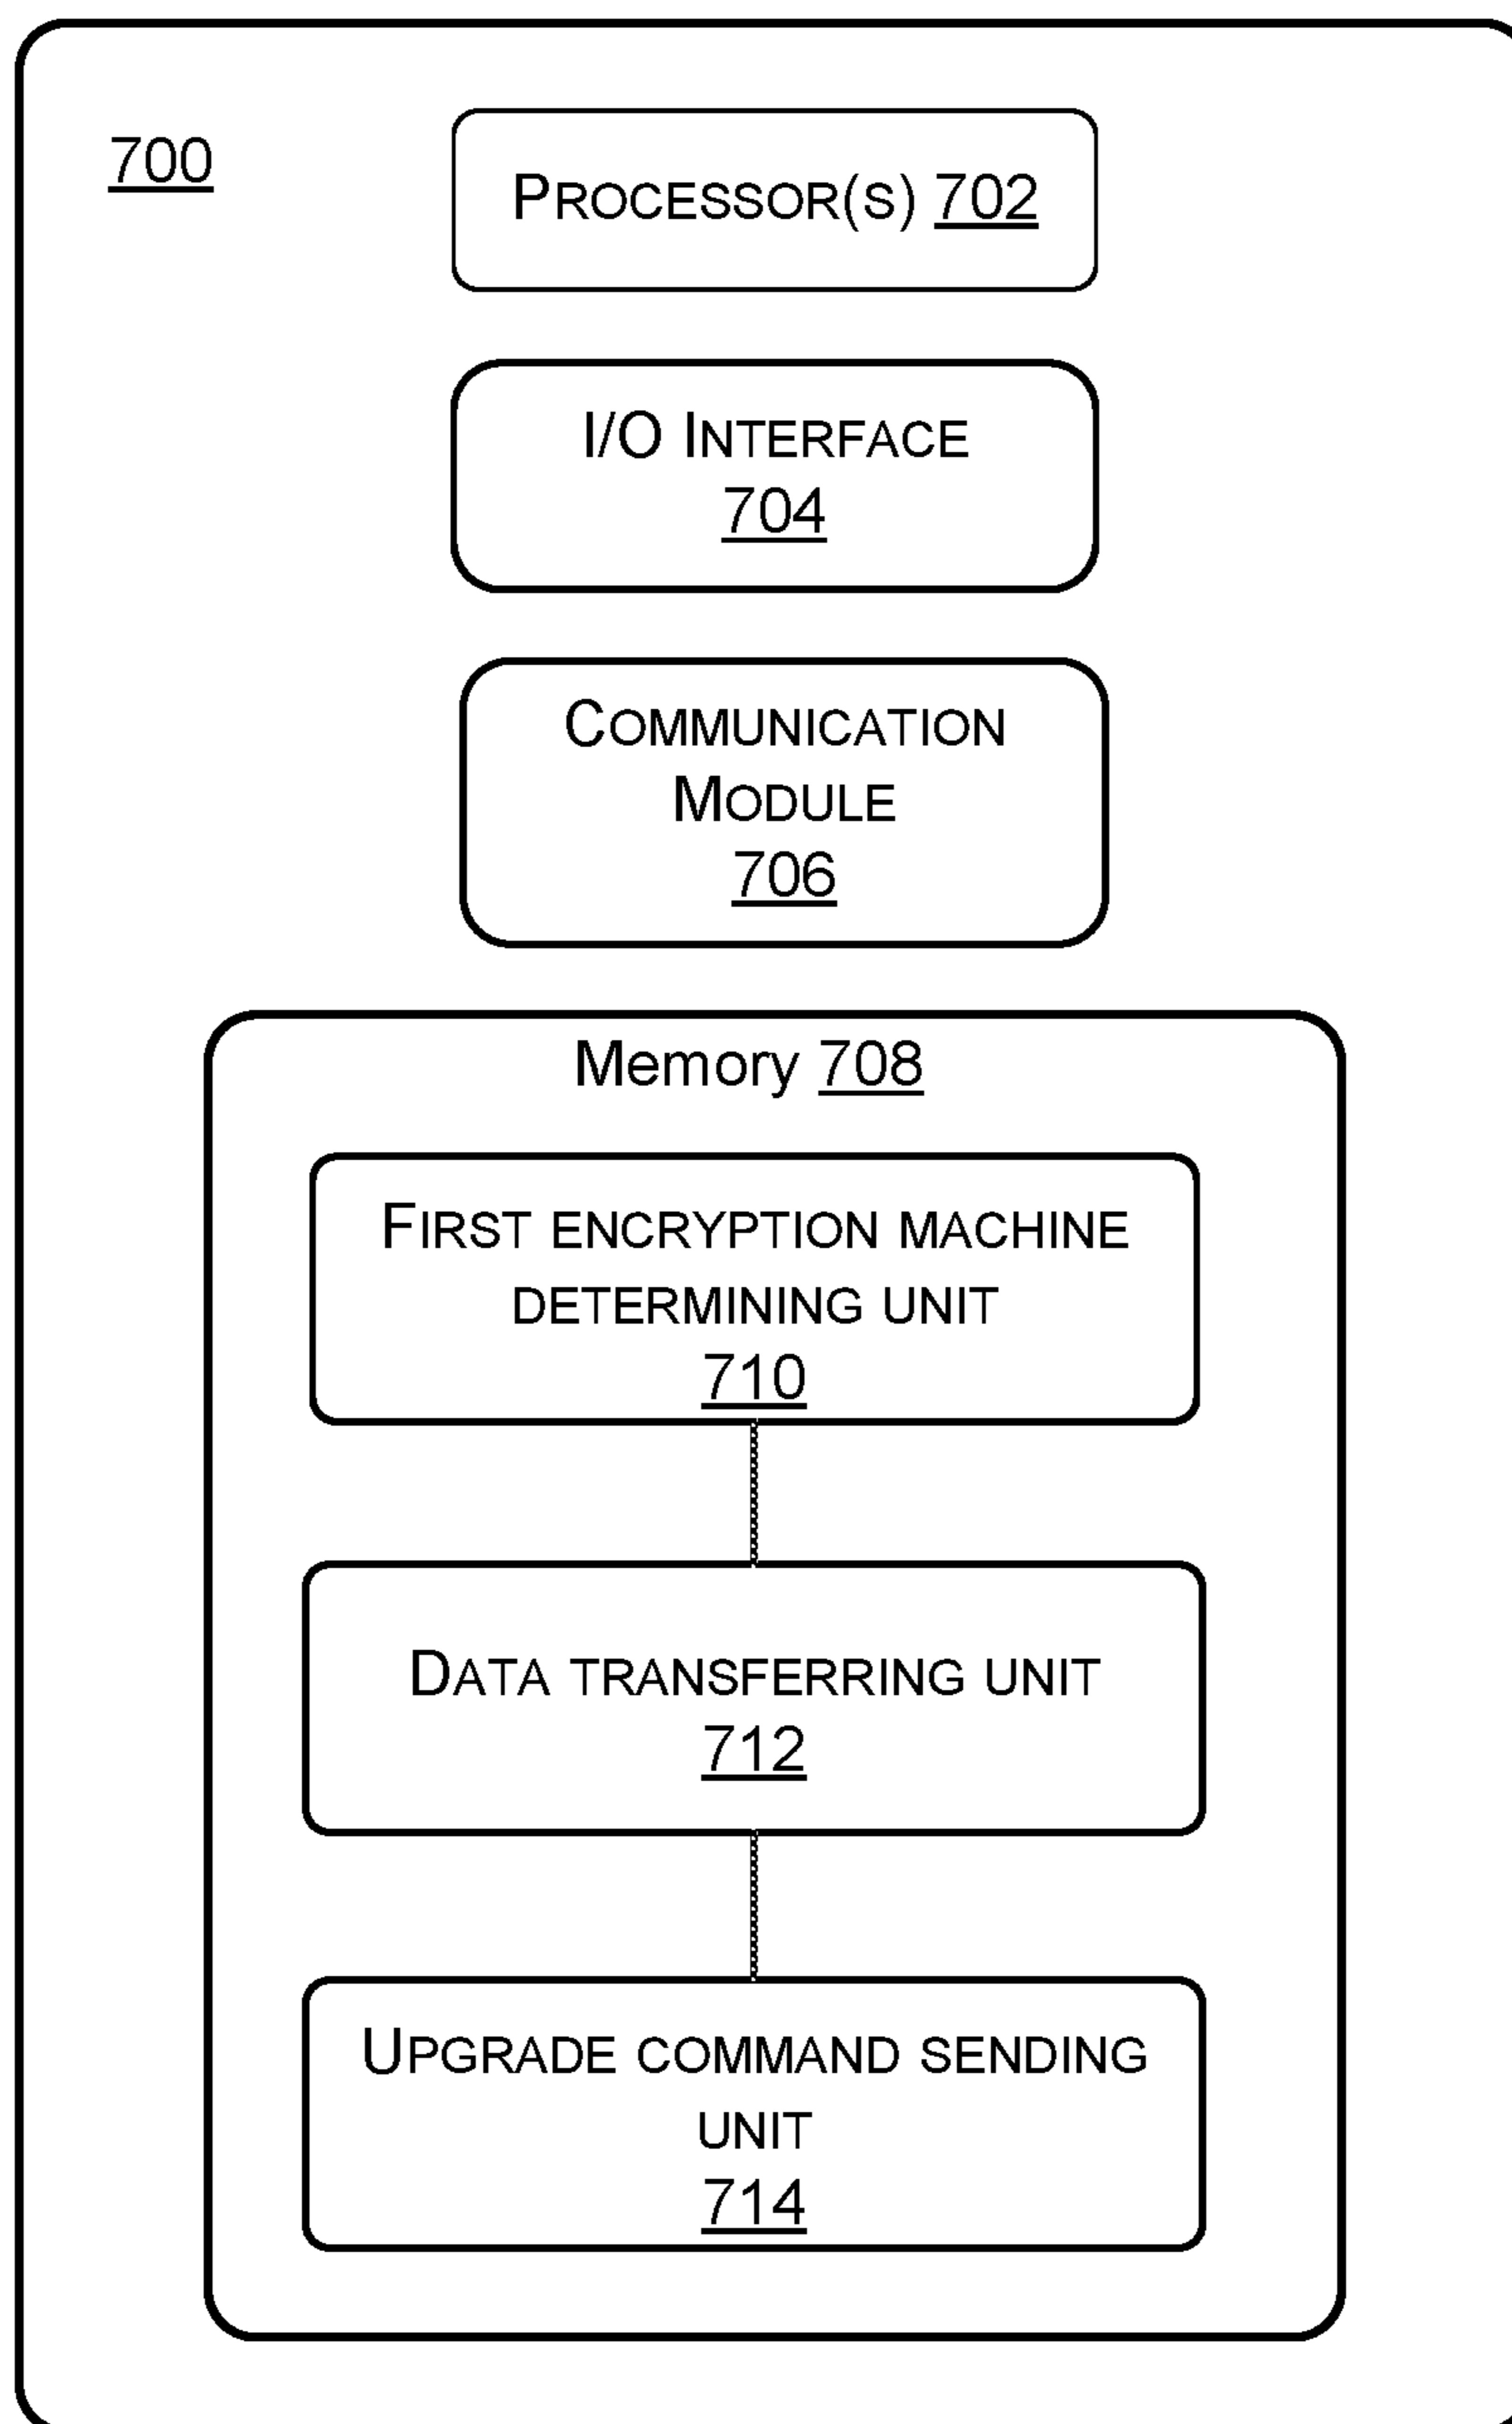 700
PROCESSOR(S) 702
I/O INTERFACE
704
COMMUNICATION
MODULE
706
Memory 708
FIRST ENCRYPTION MACHINE
DETERMINING UNIT
710
DATA TRANSFERRING UNIT
712
UPGRADE COMMAND SENDING
UNIT
714